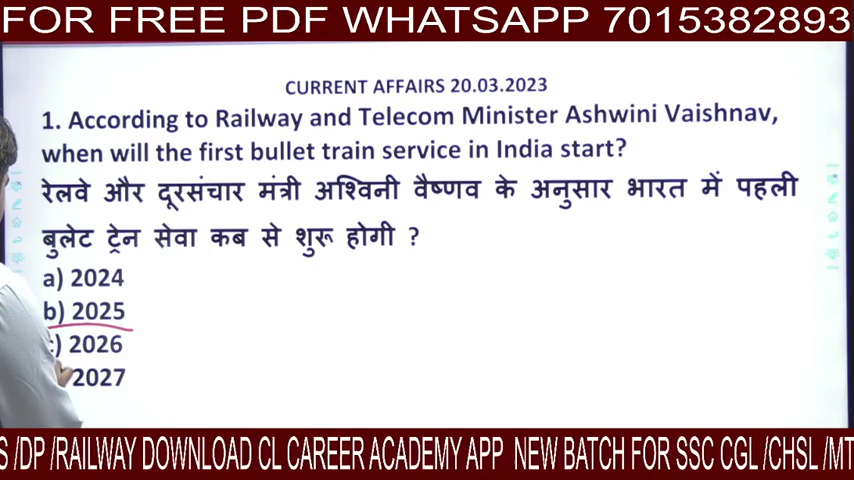 FOR FREE PDF WHATSAPP 7015382893
CURRENT AFFAIRS 20.03.2023
1. According to Railway and Telecom Minister Ashwini Vaishnav,
when will the first bullet train service in India start?
रेलवे और दूरसंचार मंत्री अश्विनी वैष्णव के अनुसार भारत में पहली
बुलेट ट्रेन सेवा कब से शुरू होगी ?
a) 2024
b) 2025
c) 2026
2027
S /DP /RAILWAY DOWNLOAD CL CAREER ACADEMY APP NEW BATCH FOR SSC CGL /CHSL /MT